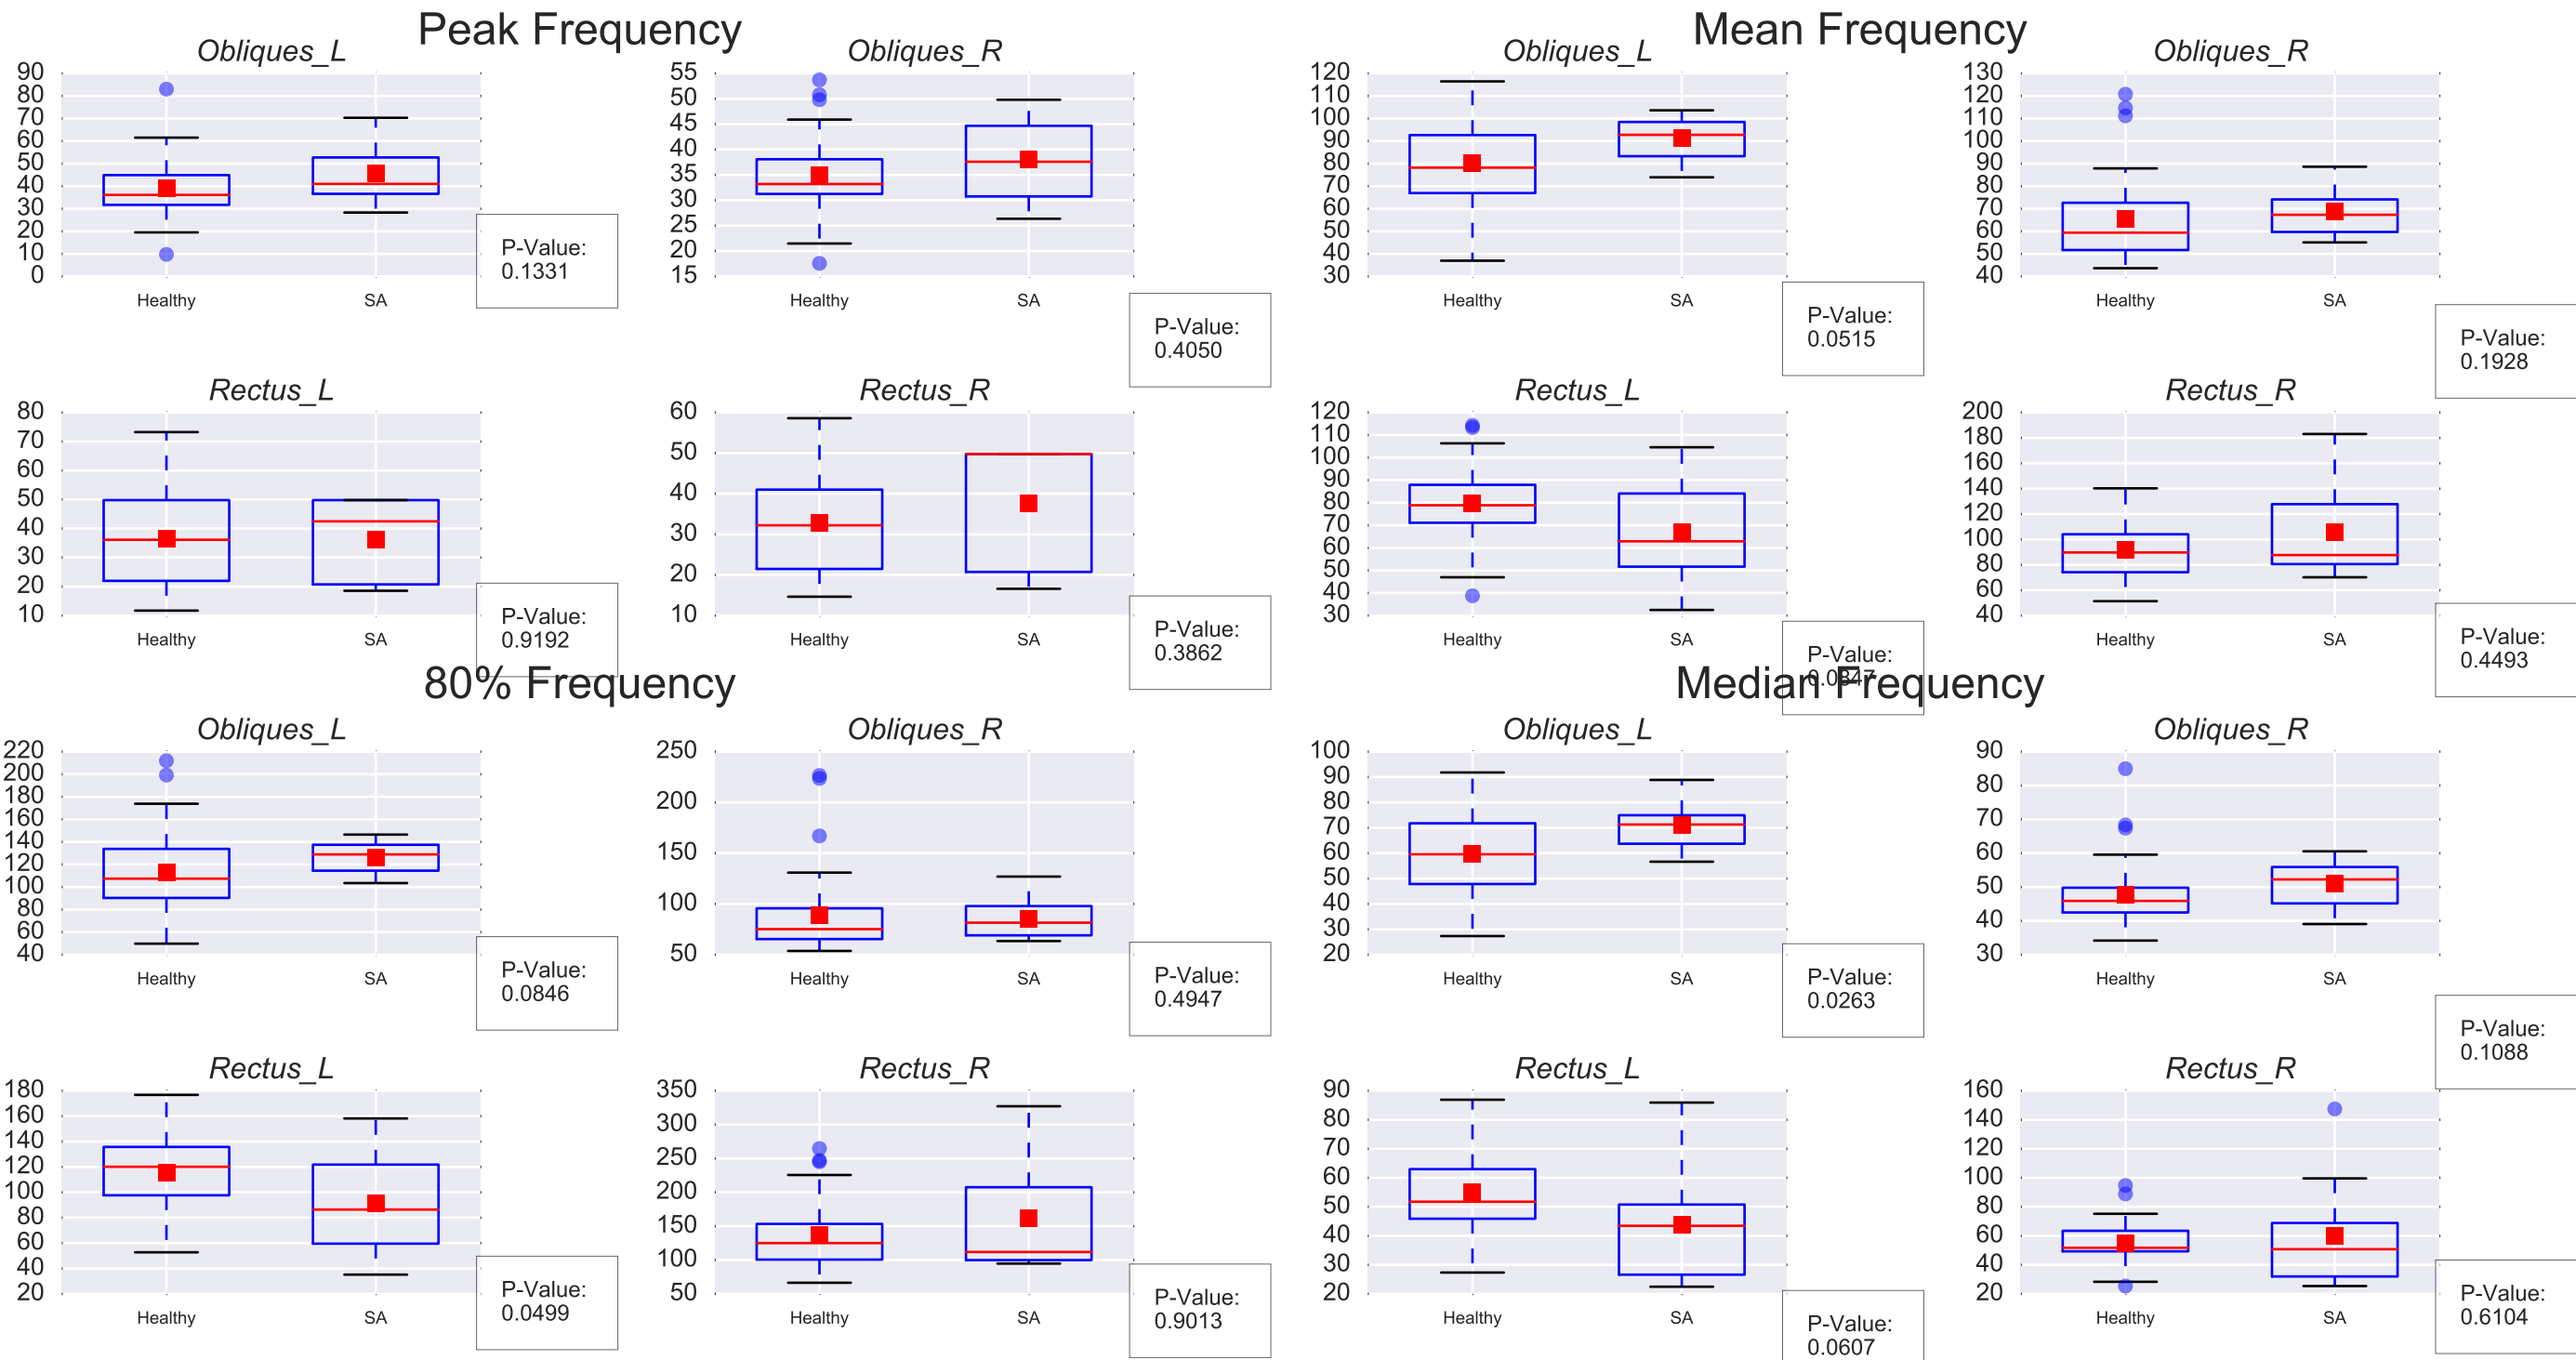 Peak Frequency
Obliques_L
90
80
70
60
50
40
30
20
10
0
Healthy
SA
P-Value:
0.1331
Obliques_R
55
50
45
40
35
30
25
20
15
Healthy
SA
P-Value:
0.4050
Rectus_L
80
70
60
50
40
30
20
10
Healthy
SA
P-Value:
0.9192
Rectus_R
60
50
40
30
20
10
Healthy
SA
P-Value:
0.3862
Mean Frequency
Obliques_L
120
110
100
90
80
70
60
50
40
30
Healthy
SA
P-Value:
0.0515
Obliques_R
130
120
110
100
90
80
70
60
50
40
Healthy
SA
P-Value:
0.1928
Rectus_L
120
110
100
90
80
70
60
50
40
30
Healthy
SA
P-Value:
0.0847
Rectus_R
200
180
160
140
120
100
80
60
40
Healthy
SA
P-Value:
0.4493
80% Frequency
Obliques_L
220
200
180
160
140
120
100
80
60
40
Healthy
SA
P-Value:
0.0846
Obliques_R
250
200
150
100
50
Healthy
SA
P-Value:
0.4947
Rectus_L
180
160
140
120
100
80
60
40
20
Healthy
SA
P-Value:
0.0499
Rectus_R
350
300
250
200
150
100
50
Healthy
SA
P-Value:
0.9013
Median Frequency
Obliques_L
100
90
80
70
60
50
40
30
20
Healthy
SA
P-Value:
0.0263
Obliques_R
90
80
70
60
50
40
30
Healthy
SA
P-Value:
0.1088
Rectus_L
90
80
70
60
50
40
30
20
Healthy
SA
P-Value:
0.0607
Rectus_R
160
140
120
100
80
60
40
20
Healthy
SA
P-Value:
0.6104